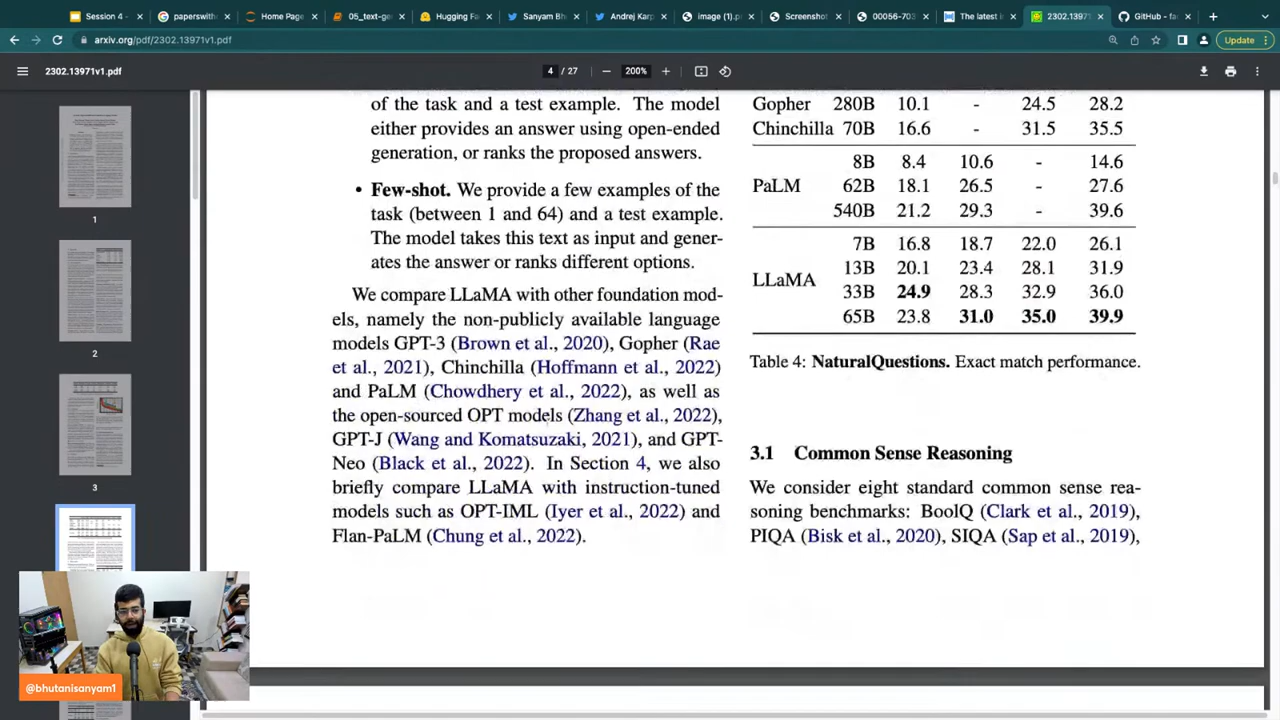 Session 4 -
paperswith
Home Page
05_text-ge
Hugging Fa
Sanyam Bh
Andrej Karp
image (1).p
Screenshot
00056-703
The latest i
2302.13971
GitHub - fa
arxiv.org/pdf/2302.13971v1.pdf
Update
2302.13971v1.pdf
4 / 27
200%
1
2
3
of the task and a test example. The model
either provides an answer using open-ended
generation, or ranks the proposed answers.
• Few-shot. We provide a few examples of the
task (between 1 and 64) and a test example.
The model takes this text as input and gener-
ates the answer or ranks different options.
We compare LLaMA with other foundation mod-
els, namely the non-publicly available language
models GPT-3 (Brown et al., 2020), Gopher (Rae
et al., 2021), Chinchilla (Hoffmann et al., 2022)
and PaLM (Chowdhery et al., 2022), as well as
the open-sourced OPT models (Zhang et al., 2022),
GPT-J (Wang and Komatsuzaki, 2021), and GPT-
Neo (Black et al., 2022). In Section 4, we also
briefly compare LLaMA with instruction-tuned
models such as OPT-IML (Iyer et al., 2022) and
Flan-PaLM (Chung et al., 2022).
Gopher 280B 10.1 - 24.5 28.2
Chinchilla 70B 16.6 - 31.5 35.5
8B 8.4 10.6 - 14.6
PaLM 62B 18.1 26.5 - 27.6
540B 21.2 29.3 - 39.6
7B 16.8 18.7 22.0 26.1
13B 20.1 23.4 28.1 31.9
LLaMA
33B 24.9 28.3 32.9 36.0
65B 23.8 31.0 35.0 39.9
Table 4: NaturalQuestions. Exact match performance.
3.1 Common Sense Reasoning
We consider eight standard common sense rea-
soning benchmarks: BoolQ (Clark et al., 2019),
PIQA (Bisk et al., 2020), SIQA (Sap et al., 2019),
@bhutanisanyam1